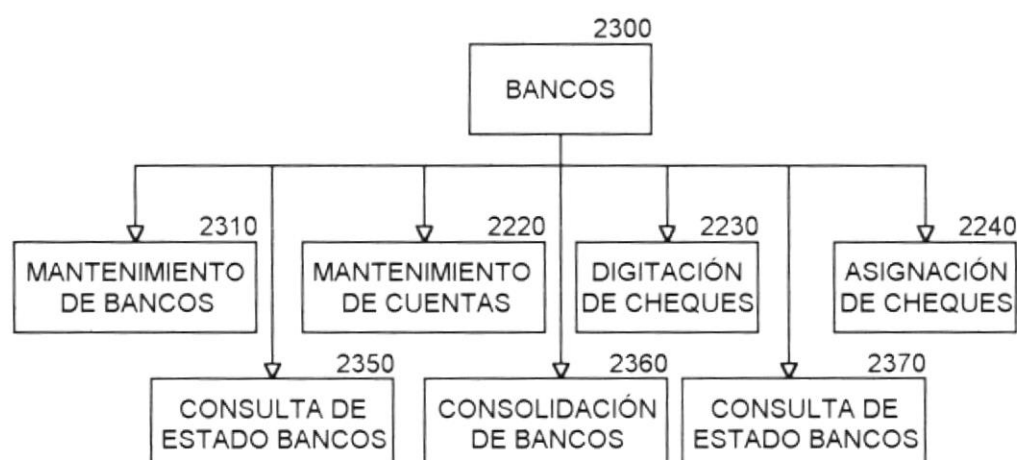 2300
BANCOS
2310
MANTENIMIENTO
DE BANCOS
2220
MANTENIMIENTO
DE CUENTAS
2230
DIGITACIÓN
DE CHEQUES
2240
ASIGNACIÓN
DE CHEQUES
2350
CONSULTA DE
ESTADO BANCOS
2360
CONSOLIDACIÓN
DE BANCOS
2370
CONSULTA DE
ESTADO BANCOS